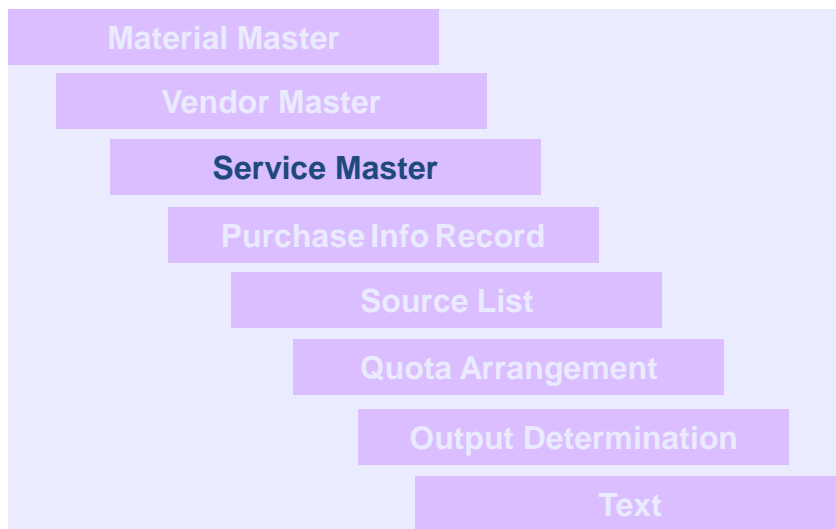 Material Master
Vendor Master
Service Master
Purchase Info Record
Source List
Quota Arrangement
Output Determination
Text